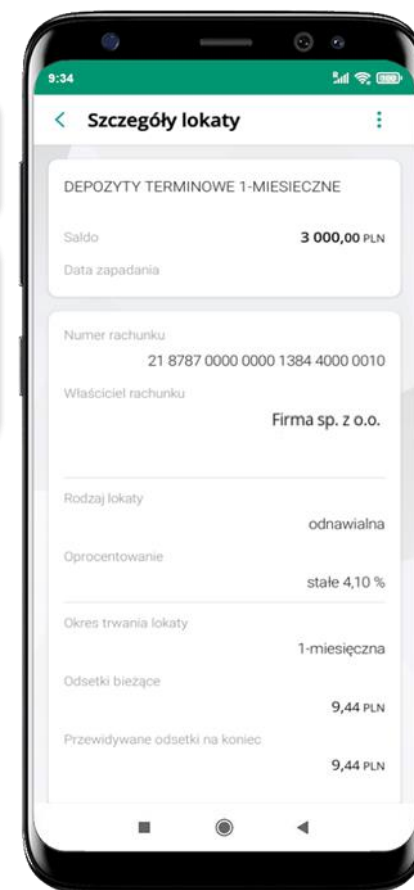 9:34
Szczegóły lokaty
DEPOZYTY TERMINOWE 1-MIESIECZNE
Saldo 3 000,00 PLN
Data zapadania
Numer rachunku
21 8787 0000 0000 1384 4000 0010
Właściciel rachunku
Firma sp. z o.o.
Rodzaj lokaty
odnawialna
Oprocentowanie
stałe 4,10 %
Okres trwania lokaty
1-miesięczna
Odsetki bieżące
9,44 PLN
Przewidywane odsetki na koniec
9,44 PLN